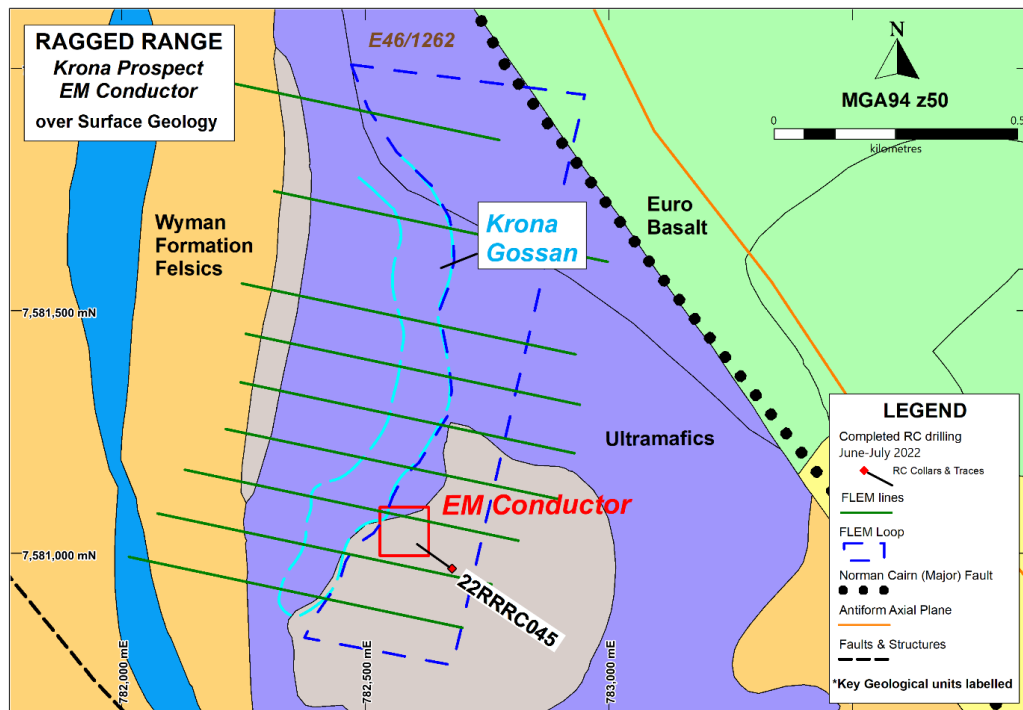 RAGGED RANGE
Krona Prospect
EM Conductor
over Surface Geology
E46/1262
N
MGA94 z50
0
0.5
kilometres
Wyman
Formation
Felsics
Krona
Gossan
Euro
Basalt
7,581,500 mN
Ultramafics
EM Conductor
7,581,000 mN
22RRRC045
782,000 mE
782,500 mE
783,000 mE
LEGEND
Completed RC drilling
June-July 2022
RC Collars & Traces
FLEM lines
FLEM Loop
Norman Cairn (Major) Fault
Antiform Axial Plane
Faults & Structures
*Key Geological units labelled